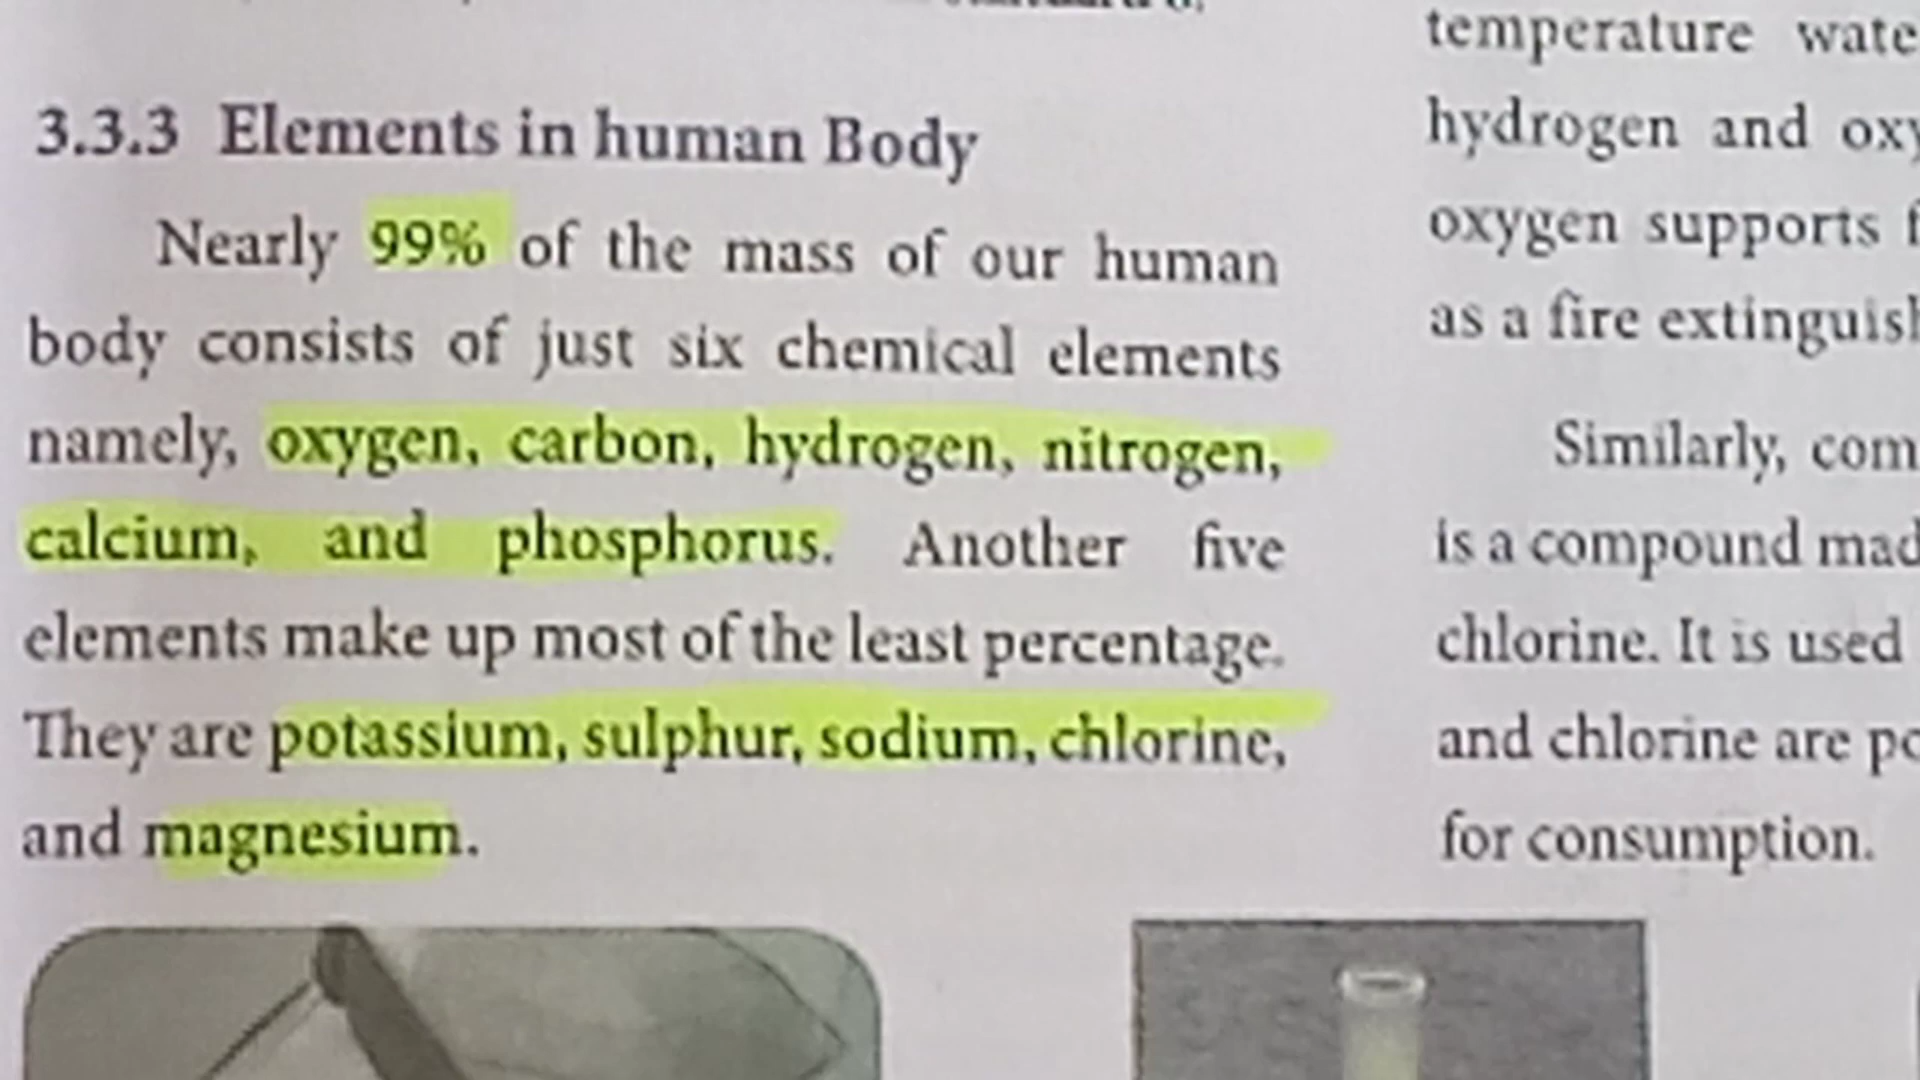 3.3.3 Elements in human Body
Nearly 99% of the mass of our human
body consists of just six chemical elements
namely, oxygen, carbon, hydrogen, nitrogen,
calcium, and phosphorus. Another five
elements make up most of the least percentage.
They are potassium, sulphur, sodium, chlorine,
and magnesium.
temperature
hydrogen and
oxygen supports
as a fire
Similarly,
is a compound
chlorine. It is used
and chlorine are
for consumption.